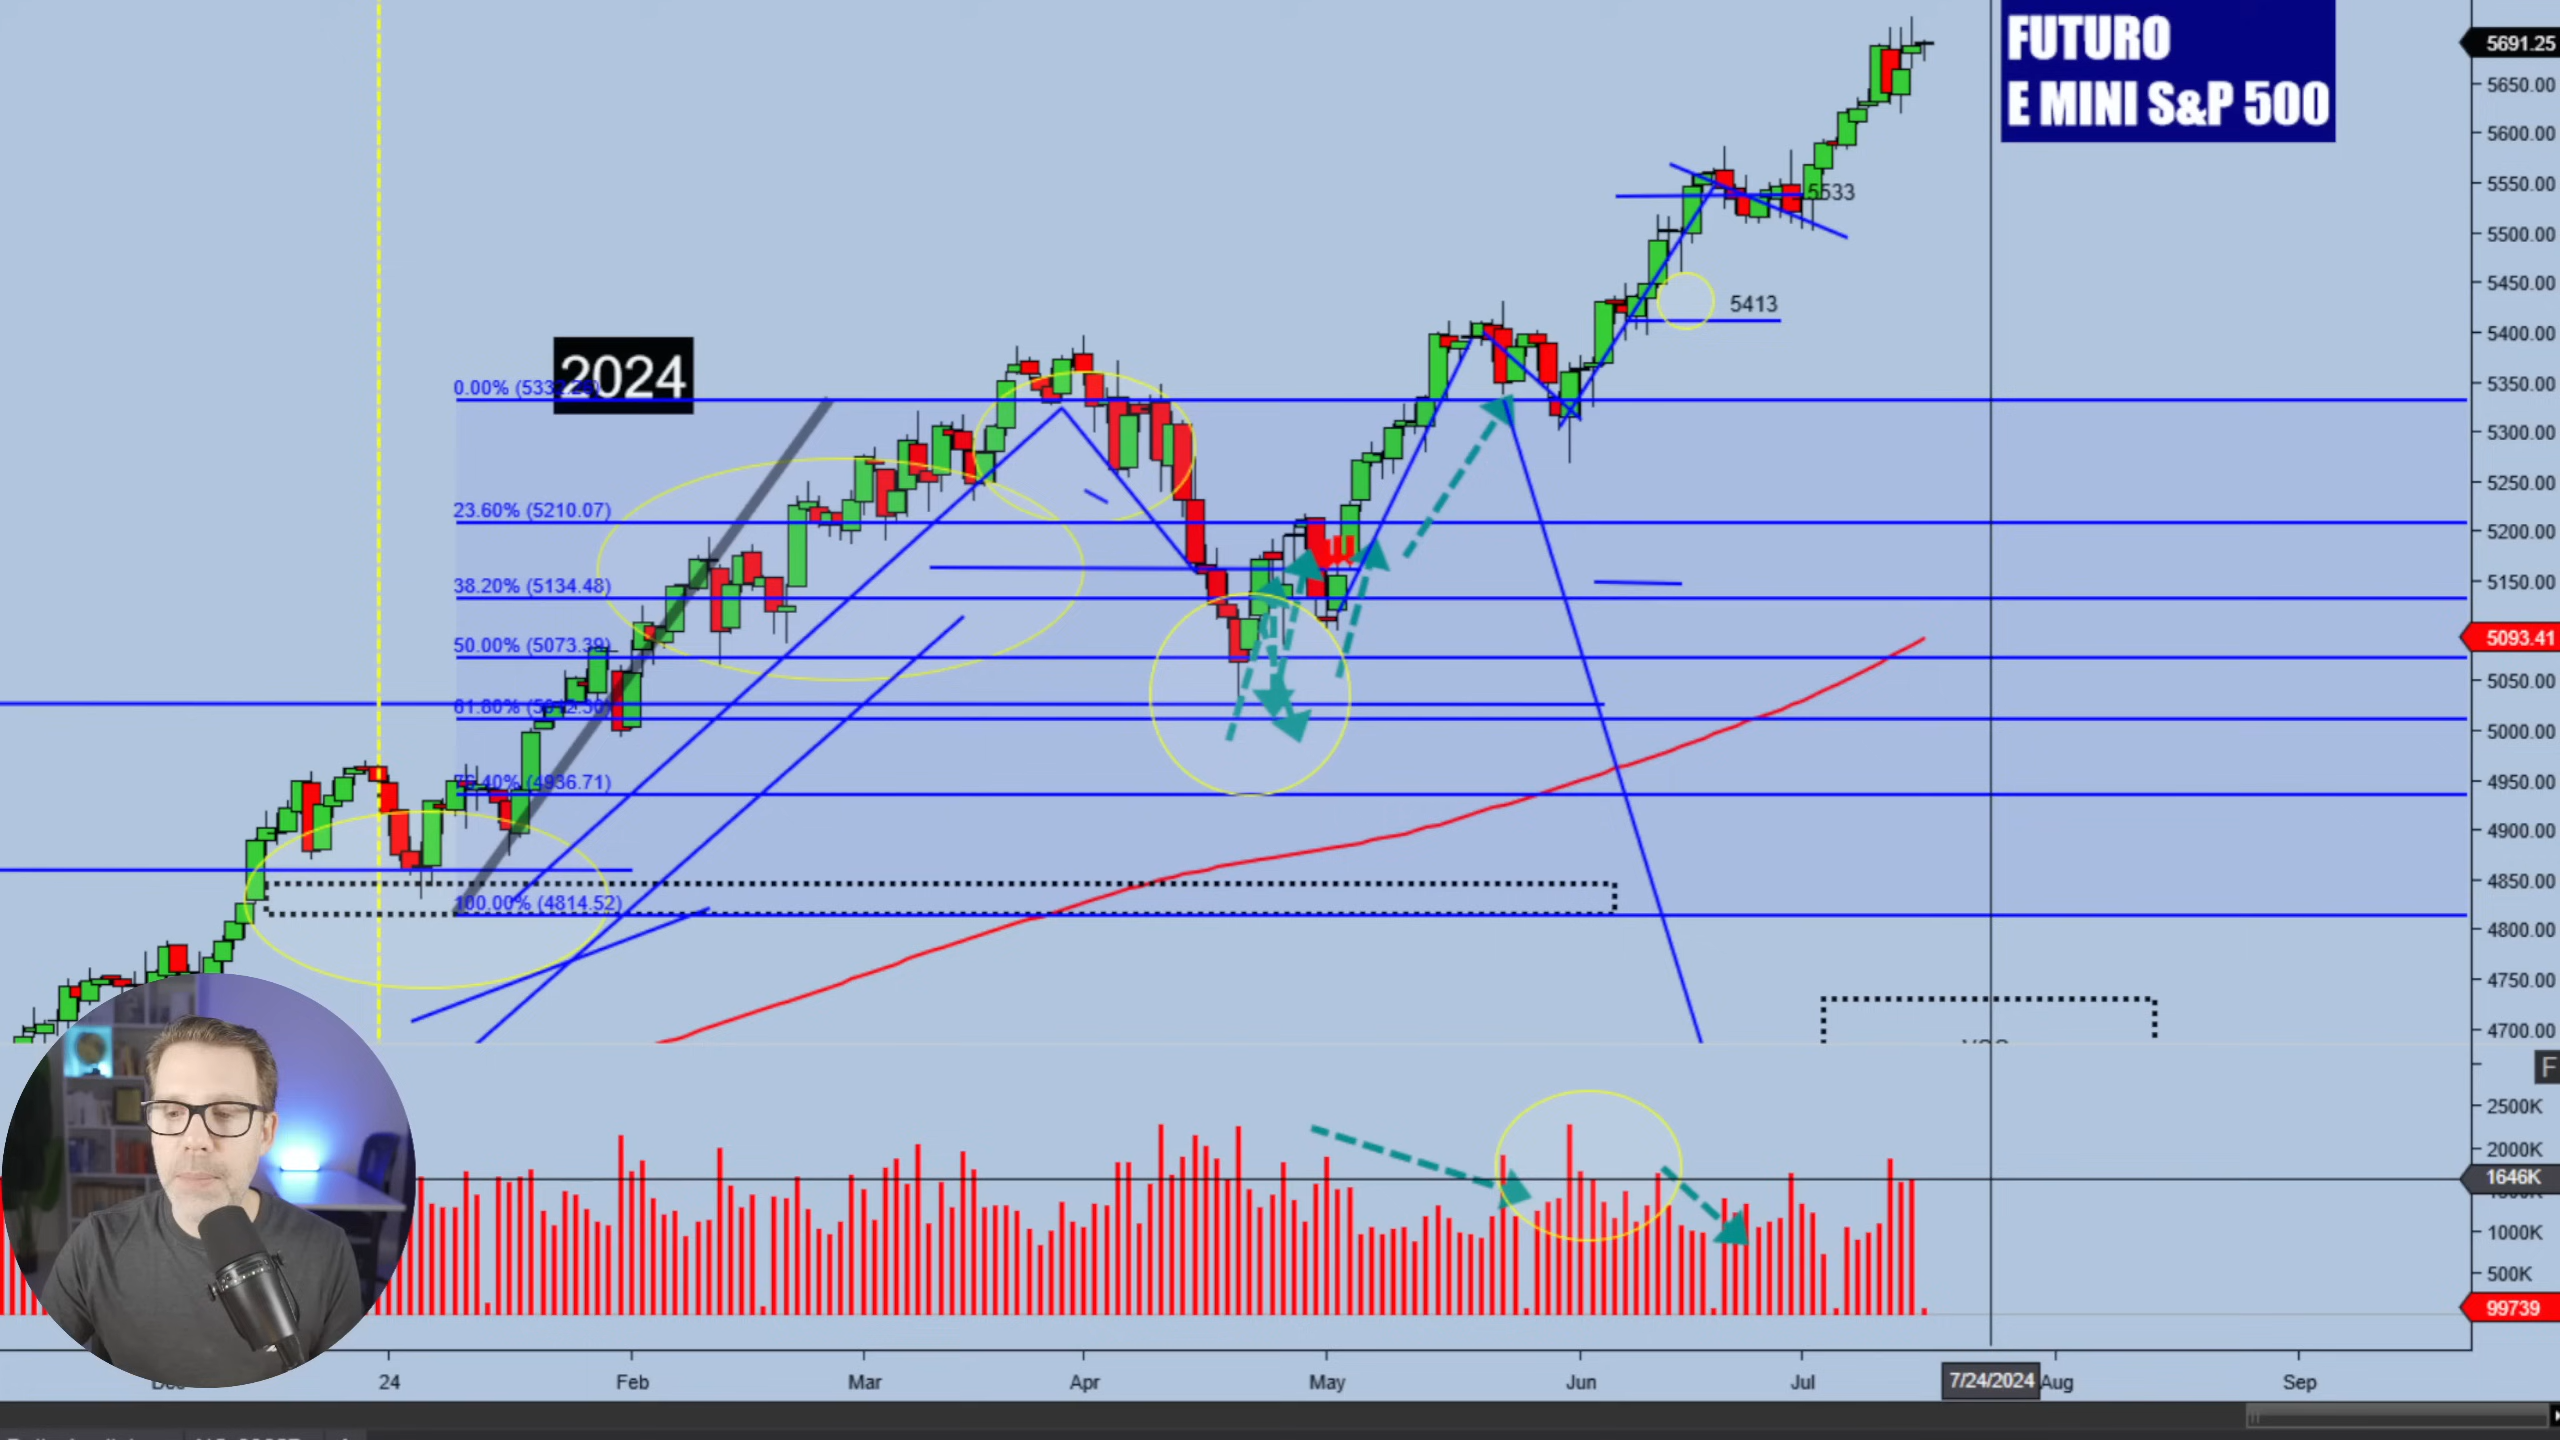 FUTURO
E MINI S&P 500
5691.25
5650.00
5600.00
5550.00
5533
5500.00
5450.00
5413
5400.00
2024
0.00%
5350.00
5300.00
5250.00
23.60% (5210.07)
5200.00
5150.00
38.20% (5134.48)
5093.41
50.00% (5073.39)
5050.00
61.80%
5000.00
76.40% (4936.71)
4950.00
4900.00
4850.00
100.00% (4814.52)
4800.00
4750.00
4700.00
F
2500K
2000K
1646K
1000K
500K
99739
24
Feb
Mar
Apr
May
Jun
Jul
7/24/2024
Aug
Sep